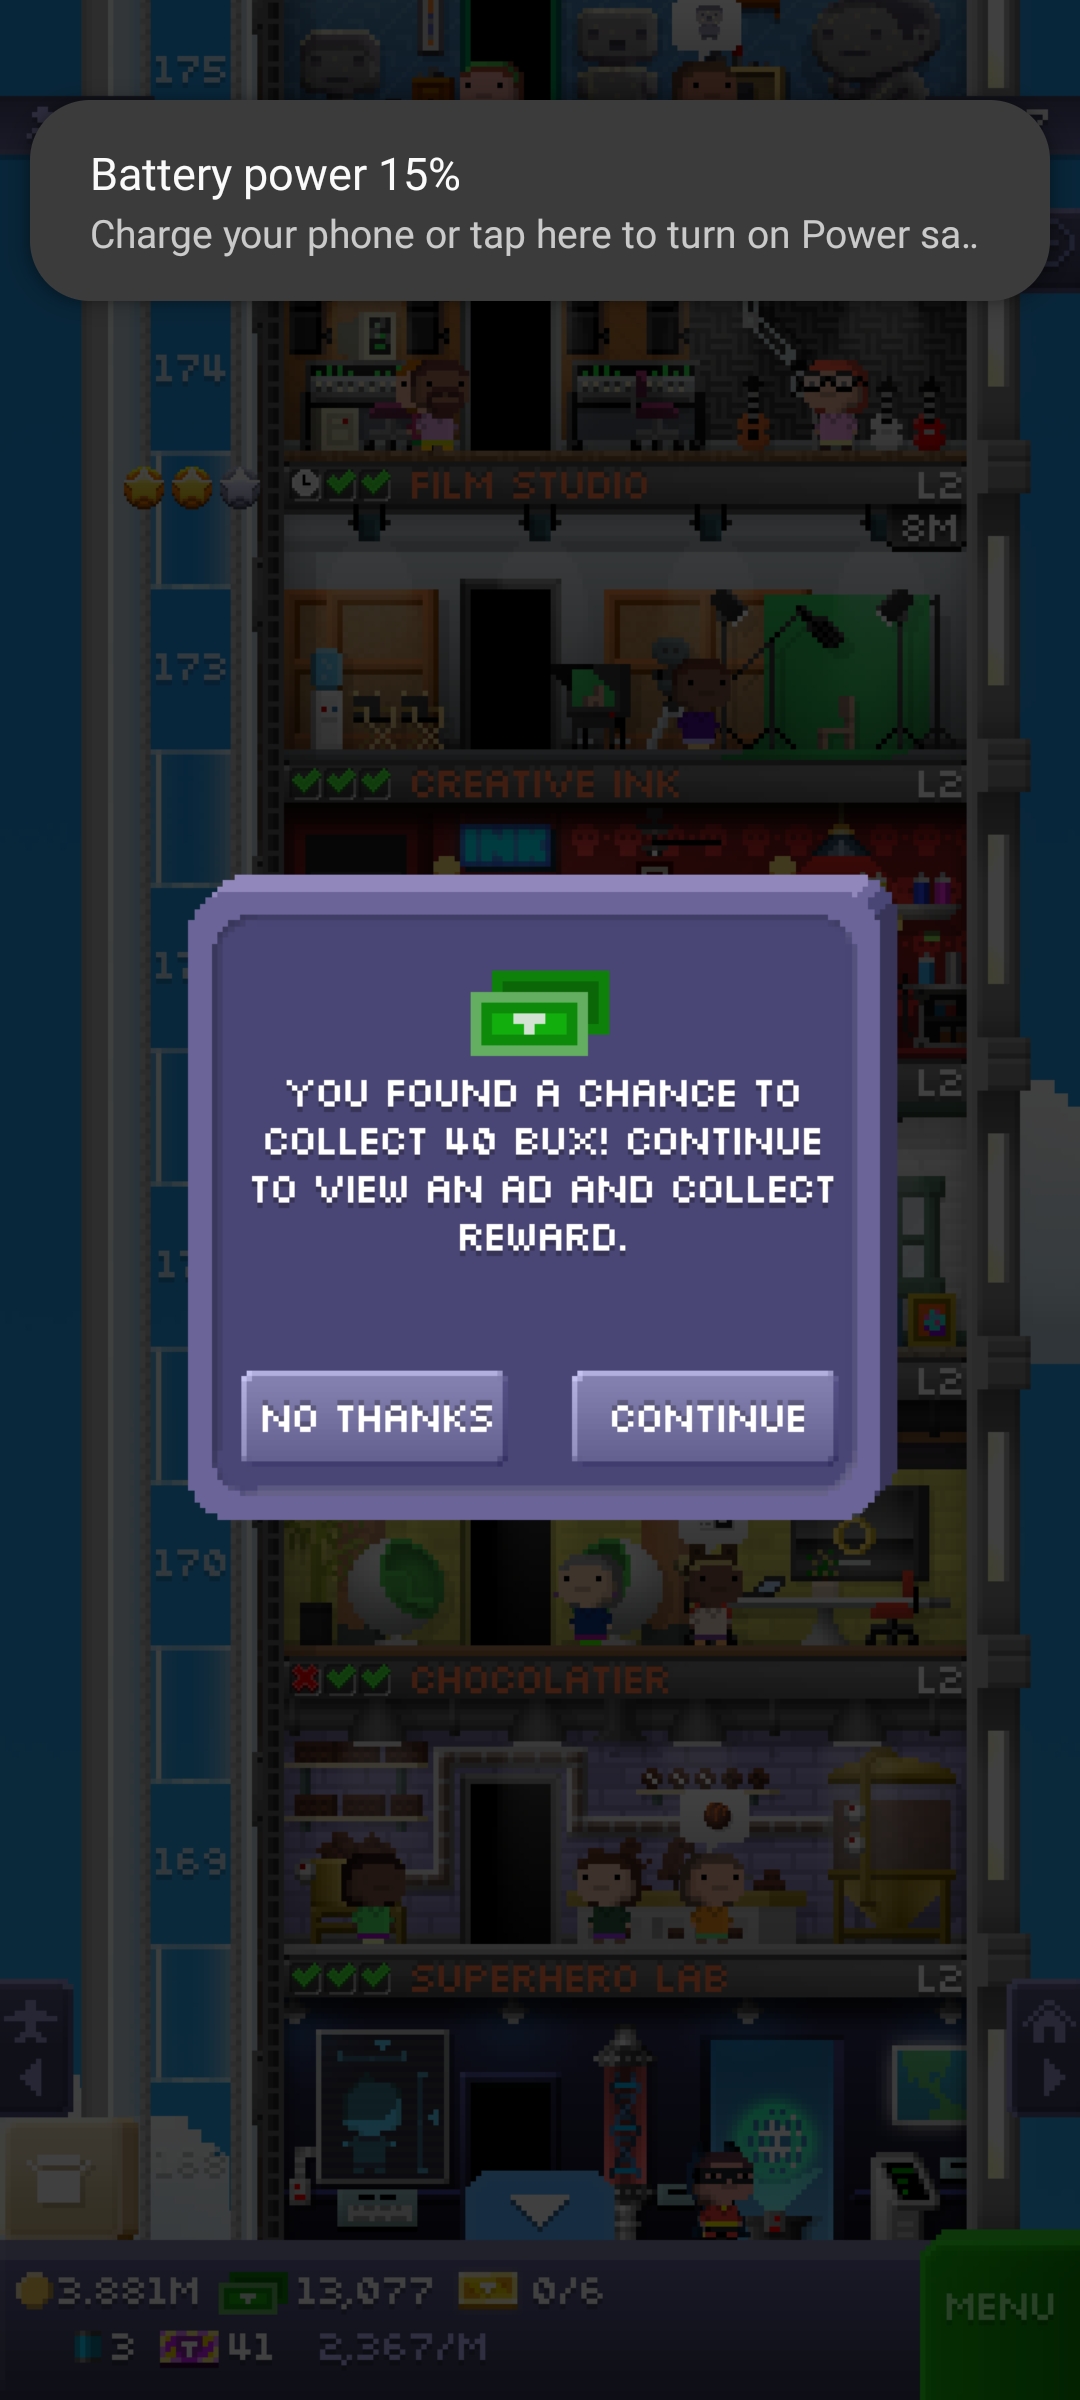 175
Battery power 15%
Charge your phone or tap here to turn on Power sa..
174
FILM STUDIO L2
8M
173
CREATIVE INK L2
INK
YOU FOUND A CHANCE TO
COLLECT 40 BUX! CONTINUE
TO VIEW AN AD AND COLLECT
REWARD.
L2
L2
NO THANKS CONTINUE
170
CHOCOLATIER L2
169
SUPERHERO LAB L2
3.881M 13,077 0/6
MENU
3 41 2,367/M